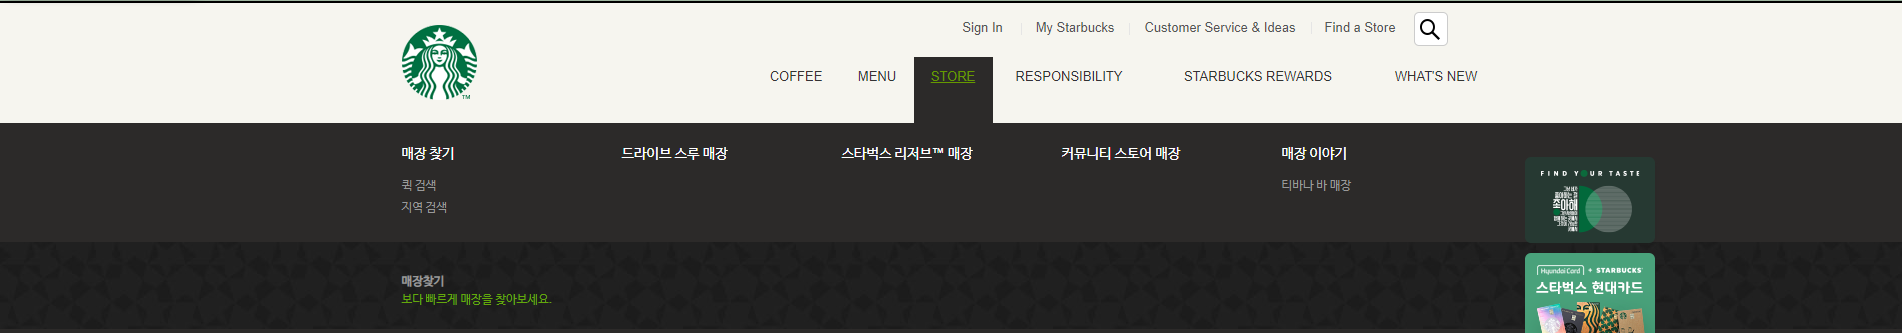 Sign In
My Starbucks
Customer Service & Ideas
Find a Store
TM
COFFEE
MENU
STORE
RESPONSIBILITY
STARBUCKS REWARDS
WHAT'S NEW
매장 찾기
드라이브 스루 매장
스타벅스 리저브™ 매장
커뮤니티 스토어 매장
매장 이야기
퀵 검색
티바나 바 매장
지역 검색
FIND YOUR TASTE
조아해
매장찾기
보다 빠르게 매장을 찾아보세요.
Hyundai Card + STARBUCKS
스타벅스 현대카드